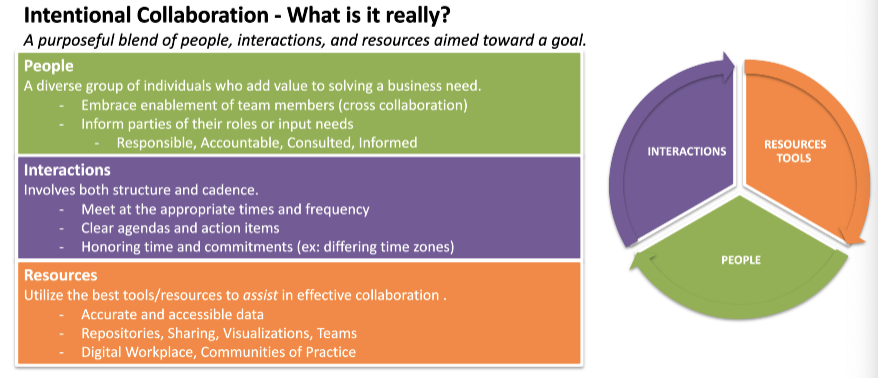 Intentional Collaboration - What is it really?
A purposeful blend of people, interactions, and resources aimed toward a goal.
People
A diverse group of individuals who add value to solving a business need.
- Embrace enablement of team members (cross collaboration)
- Inform parties of their roles or input needs
- Responsible, Accountable, Consulted, Informed
Interactions
Involves both structure and cadence.
- Meet at the appropriate times and frequency
- Clear agendas and action items
- Honoring time and commitments (ex: differing time zones)
Resources
Utilize the best tools/resources to assist in effective collaboration .
- Accurate and accessible data
- Repositories, Sharing, Visualizations, Teams
- Digital Workplace, Communities of Practice
INTERACTIONS
RESOURCES
TOOLS
PEOPLE